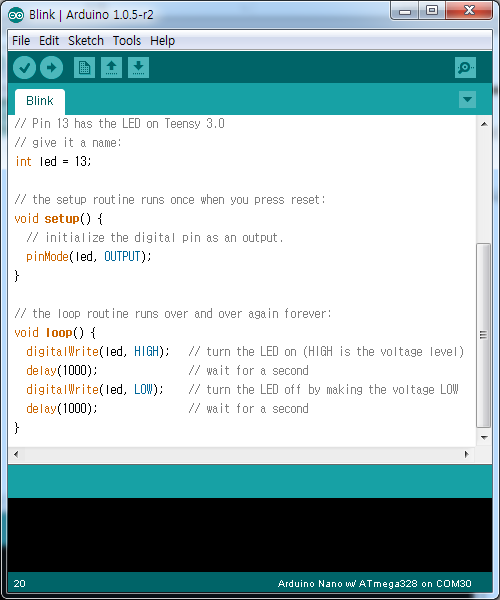 Blink | Arduino 1.0.5-r2
File Edit Sketch Tools Help
Blink
// Pin 13 has the LED on Teensy 3.0
// give it a name:
int led = 13;
// the setup routine runs once when you press reset:
void setup() {
  // initialize the digital pin as an output.
  pinMode(led, OUTPUT);
}
// the loop routine runs over and over again forever:
void loop() {
  digitalWrite(led, HIGH);   // turn the LED on (HIGH is the voltage level)
  delay(1000);               // wait for a second
  digitalWrite(led, LOW);    // turn the LED off by making the voltage LOW
  delay(1000);               // wait for a second
}
20 Arduino Nano w/ ATmega328 on COM30